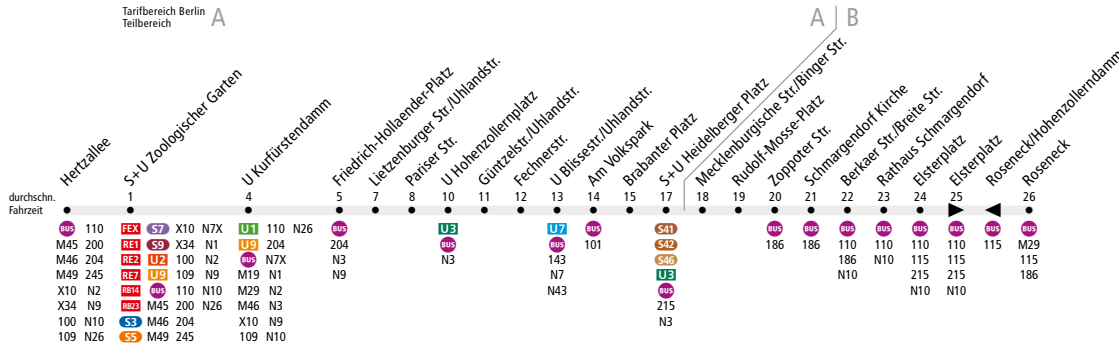 Tarifbereich Berlin
Teilbereich
A
A
B
Hertzallee
S+U Zoologischer Garten
U Kurfürstendamm
Friedrich-Hollaender-Platz
Lietzenburger Str./Uhlandstr.
Pariser Str.
U Hohenzollernplatz
Güntzelstr./Uhlandstr.
Fechnerstr.
U Blissestr./Uhlandstr.
Am Volkspark
Brabanter Platz
S+U Heidelberger Platz
Mecklenburgische Str./Binger Str.
Rudolf-Mosse-Platz
Zoppoter Str.
Schmargendorf Kirche
Berkaer Str./Breite Str.
Rathaus Schmargendorf
Elsterplatz
Elsterplatz
Roseneck/Hohenzollerndamm
Roseneck
durchschn.
Fahrzeit
1 4 5 7 8 10 11 12 13 14 15 17 18 19 20 21 22 23 24 25 26
BUS 110
M45 200
M46 204
M49 245
X10 N2
X34 N9
100 N10
109 N26
FEX S7 X10 N7X
RE1 S9 X34 N1
RE2 U2 100 N2
RE7 U9 109 N9
RB14 BUS 110 N10
RB23 M45 200 N26
S3 M46 204
S5 M49 245
U1 110 N26
U9 204
BUS N7X
M19 N1
M29 N2
M46 N3
X10 N9
109 N10
BUS
204
N3
N9
U3
BUS
N3
U7
BUS
143
N7
N43
BUS
101
S41
S42
S46
U3
BUS
215
N3
BUS
186
BUS
186
BUS
110
186
N10
BUS
110
N10
BUS
110
115
215
N10
BUS
110
115
215
N10
BUS
115
BUS
M29
115
186